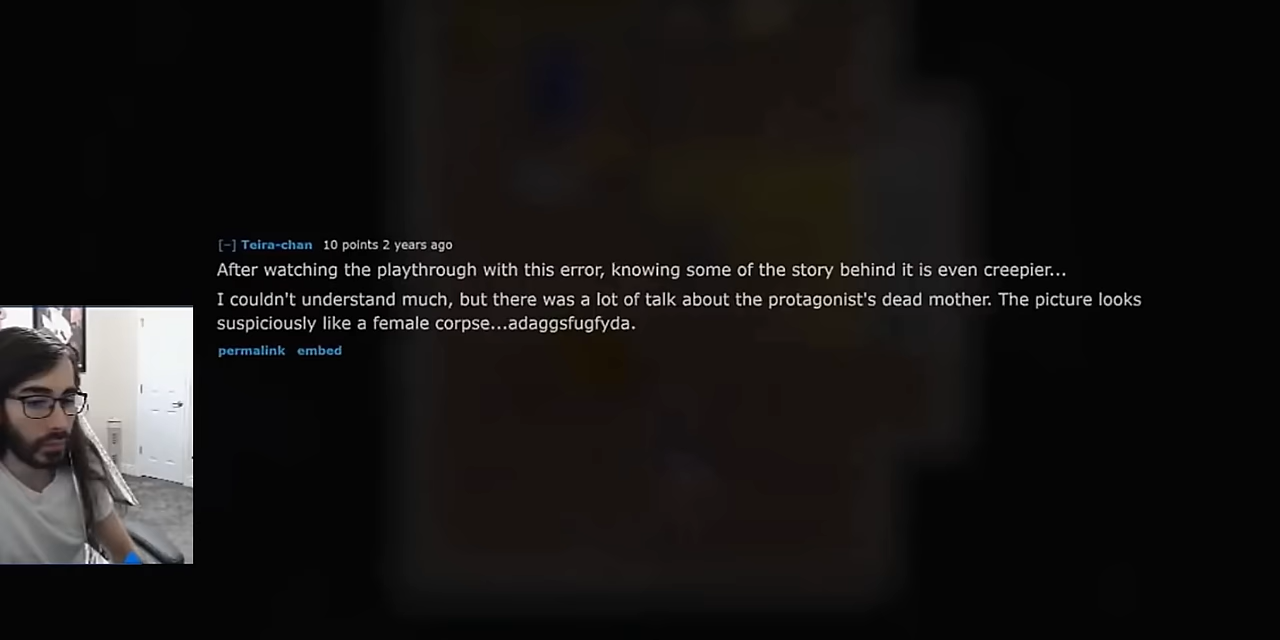 [–] Teira-chan 10 points 2 years ago
After watching the playthrough with this error, knowing some of the story behind it is even creepier...
I couldn't understand much, but there was a lot of talk about the protagonist's dead mother. The picture looks
suspiciously like a female corpse...adaggsfugfyda.
permalink embed